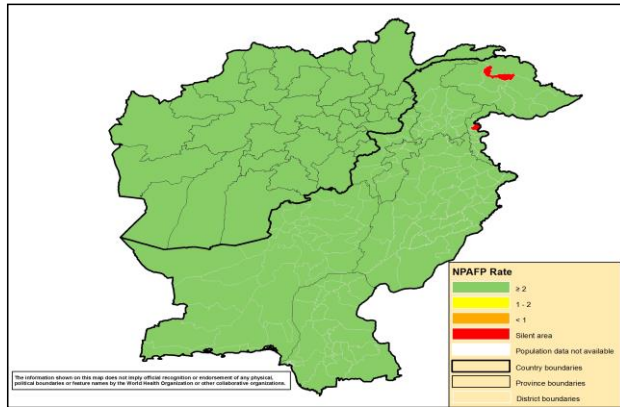 NPAFP Rate
≥ 2
1 - 2
< 1
Silent area
Population data not available
Country boundaries
Province boundaries
District boundaries
The information shown on this map does not imply official recognition or endorsement of any physical,
political boundaries or feature names by the World Health Organization or other collaborative organizations.